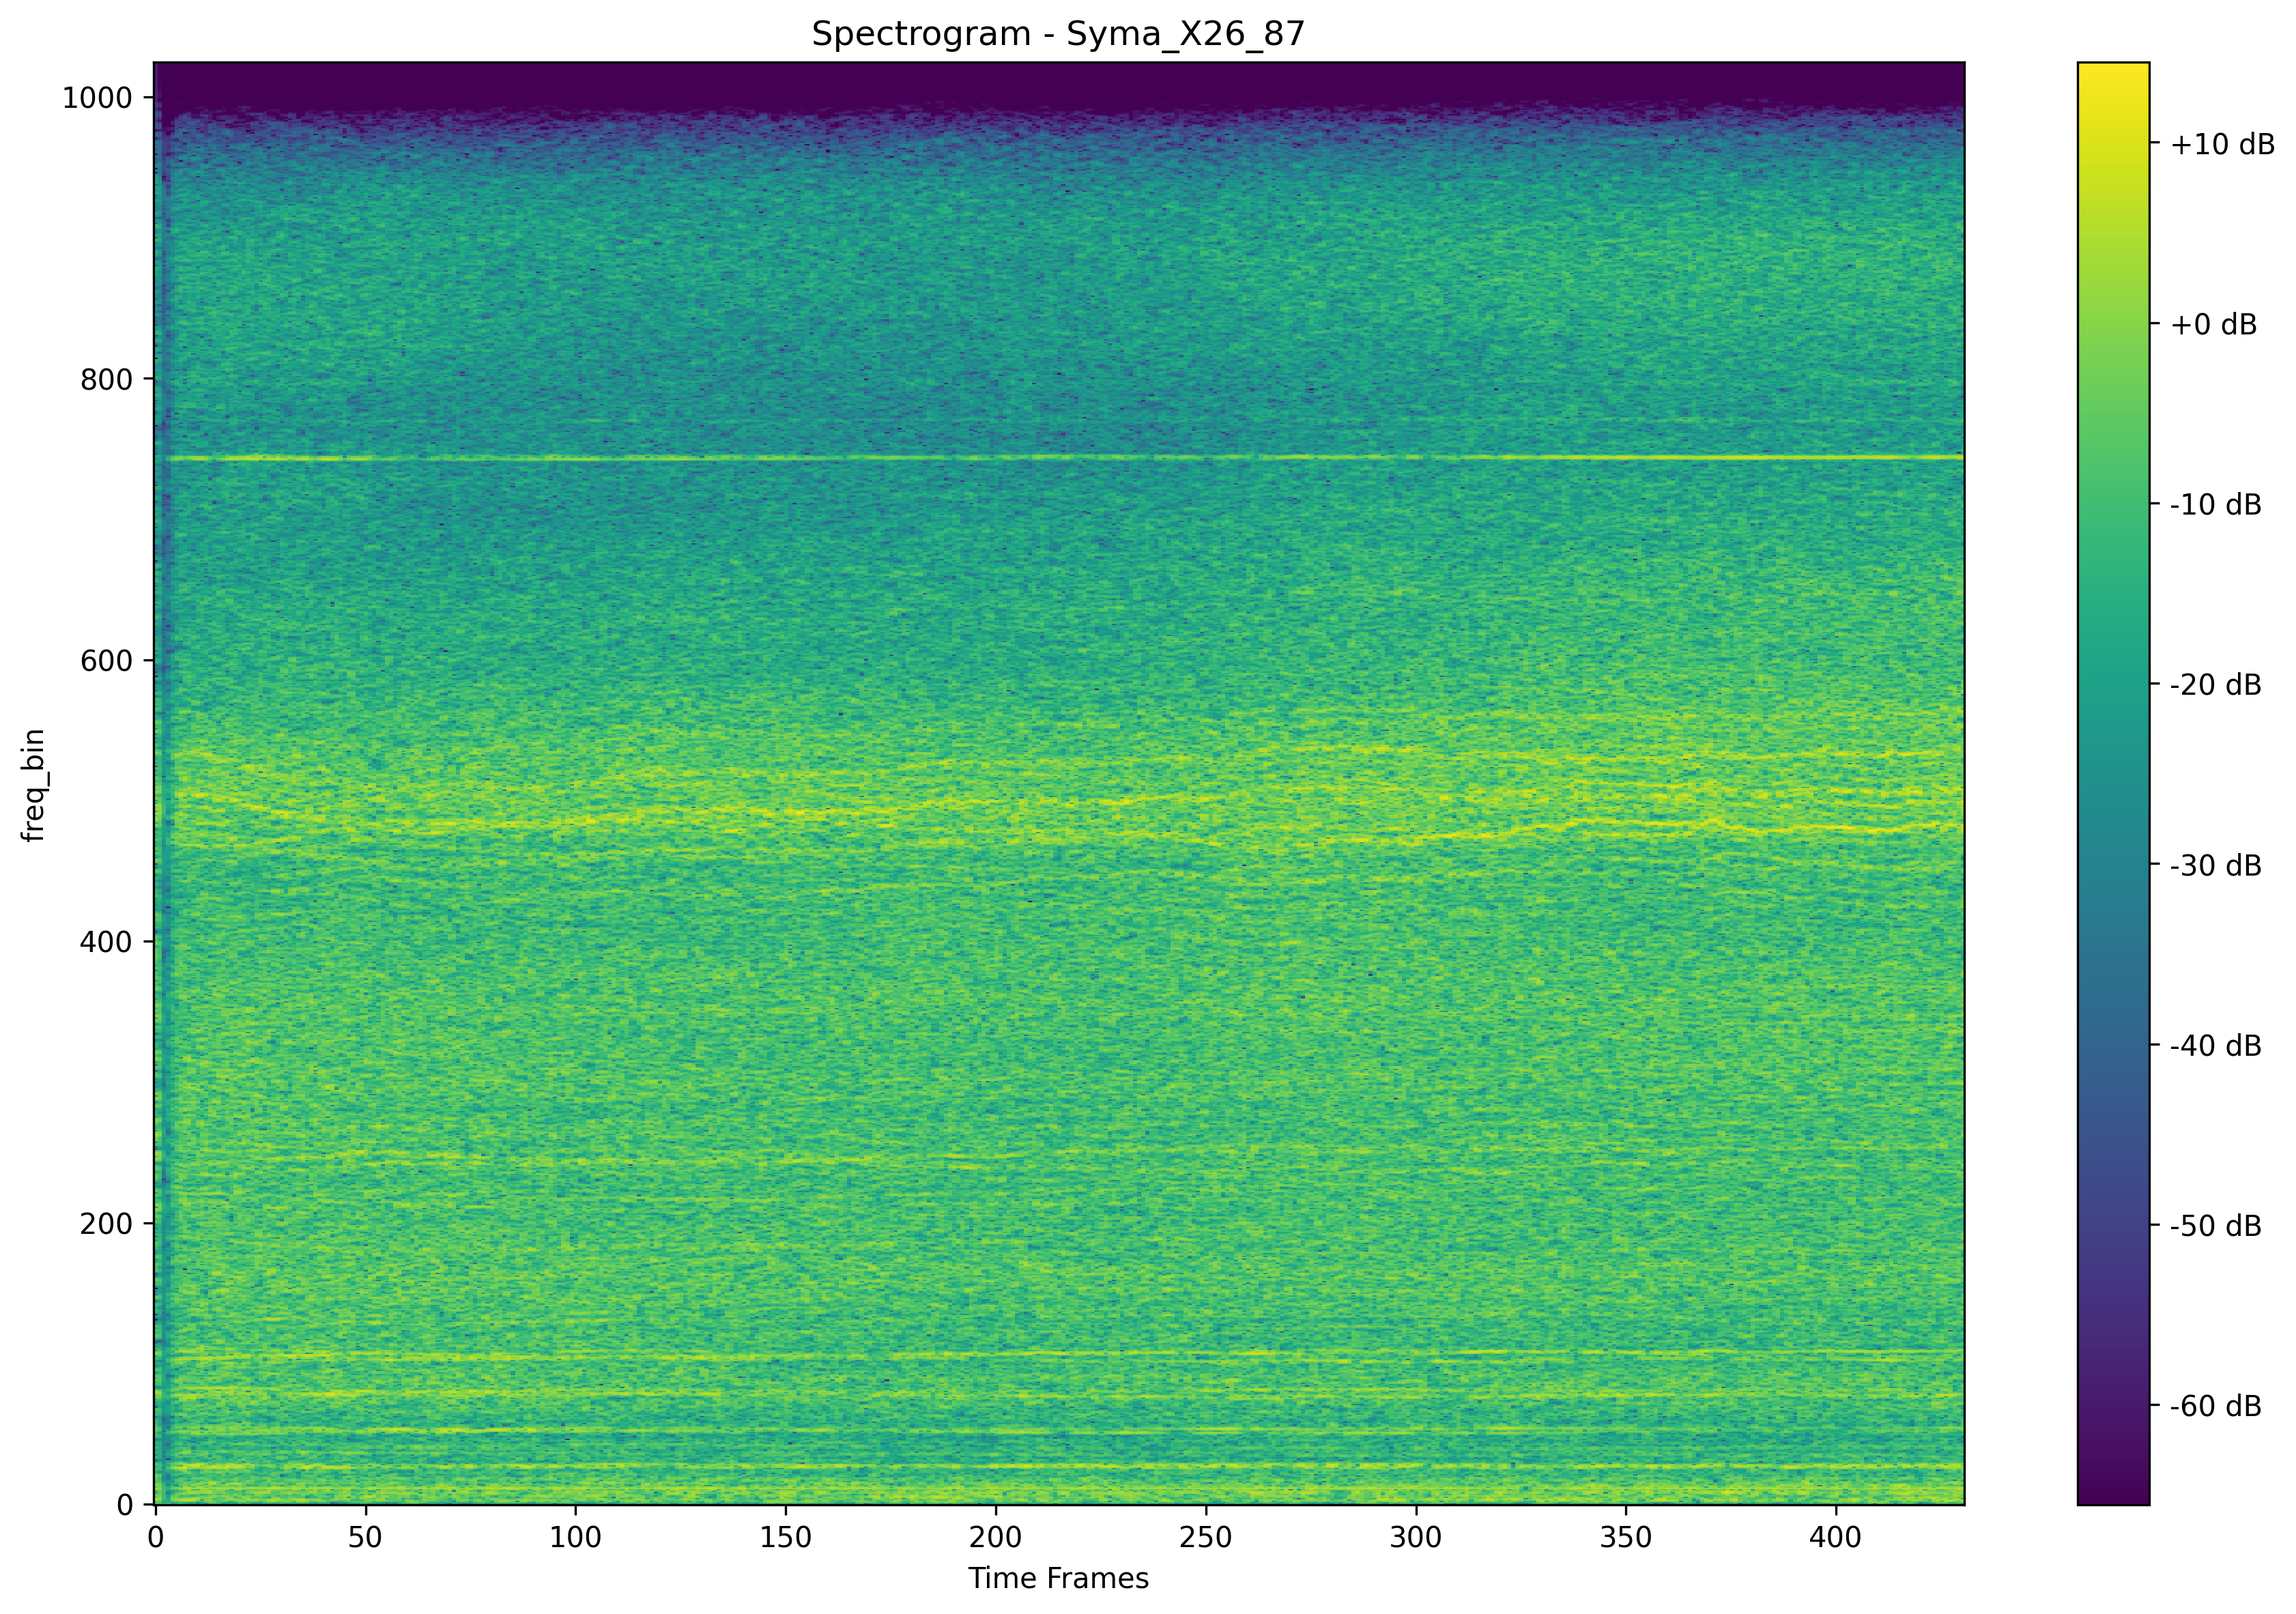 Spectrogram - Syma_X26_87
1000
800
600
400
200
0
freq_bin
0 50 100 150 200 250 300 350 400
Time Frames
+10 dB
+0 dB
-10 dB
-20 dB
-30 dB
-40 dB
-50 dB
-60 dB